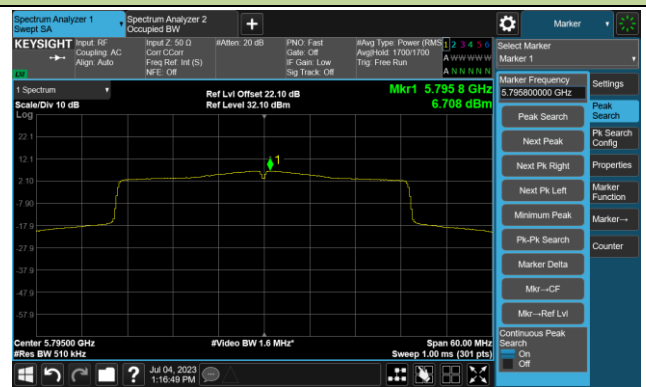 Spectrum Analyzer 1
Swept SA
Spectrum Analyzer 2
Occupied BW
+
Marker
KEYSIGHT
Input: RF
Coupling: AC
Align: Auto
Input Z: 50 Ω
Corr CCorr
Freq Ref: Int (S)
NFE: Off
#Atten: 20 dB
PNO: Fast
Gate: Off
IF Gain: Low
Sig Track: Off
#Avg Type: Power (RMS
Avg|Hold: 1700/1700
Trig: Free Run
1 2 3 4 5 6
A W W W W W
A N N N N N
Select Marker
Marker 1
1 Spectrum
Scale/Div 10 dB
Log
Ref Lvl Offset 22.10 dB
Ref Level 32.10 dBm
Mkr1 5.795 8 GHz
6.708 dBm
22.1
12.1
2.10
-7.90
-17.9
-27.9
-37.9
-47.9
-57.9
1
Center 5.79500 GHz
#Res BW 510 kHz
#Video BW 1.6 MHz*
Span 60.00 MHz
Sweep 1.00 ms (301 pts)
Marker Frequency
5.795800000 GHz
Peak Search
Next Peak
Next Pk Right
Next Pk Left
Minimum Peak
Pk-Pk Search
Marker Delta
Mkr→CF
Mkr→Ref Lvl
Continuous Peak
Search
On
Off
Settings
Peak
Search
Pk Search
Config
Properties
Marker
Function
Marker→
Counter
?
Jul 04, 2023
1:16:49 PM